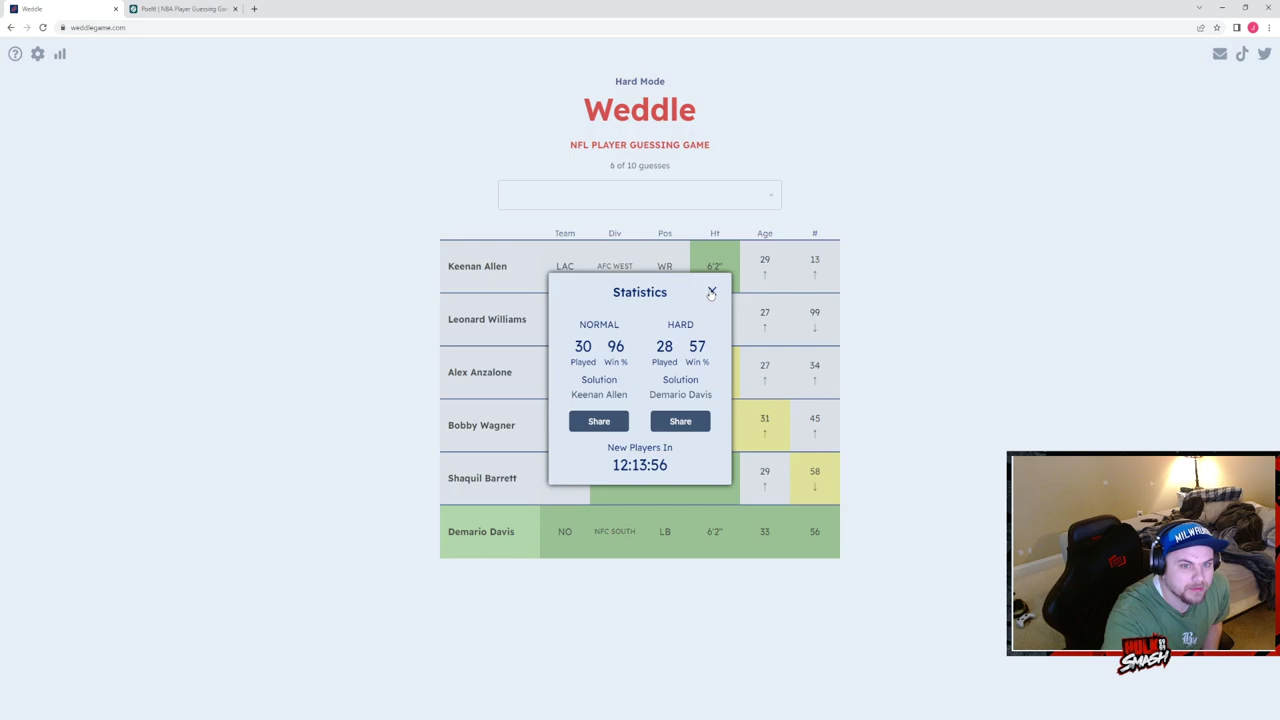 Weddle
Poeltl | NBA Player Guessing Ga
weddlegame.com
Hard Mode
Weddle
NFL PLAYER GUESSING GAME
6 of 10 guesses
Team Div Pos Ht Age #
Keenan Allen LAC AFC WEST WR 6'2" 29 ↑ 13 ↑
Leonard Williams 27 ↑ 99 ↓
Alex Anzalone 27 ↑ 34 ↑
Bobby Wagner 31 ↑ 45 ↑
Shaquil Barrett 29 ↑ 58 ↓
Demario Davis NO NFC SOUTH LB 6'2" 33 56
Statistics
NORMAL HARD
30 96 28 57
Played Win % Played Win %
Solution Solution
Keenan Allen Demario Davis
Share Share
New Players In
12:13:56
MILWAU
HULK
SMASH